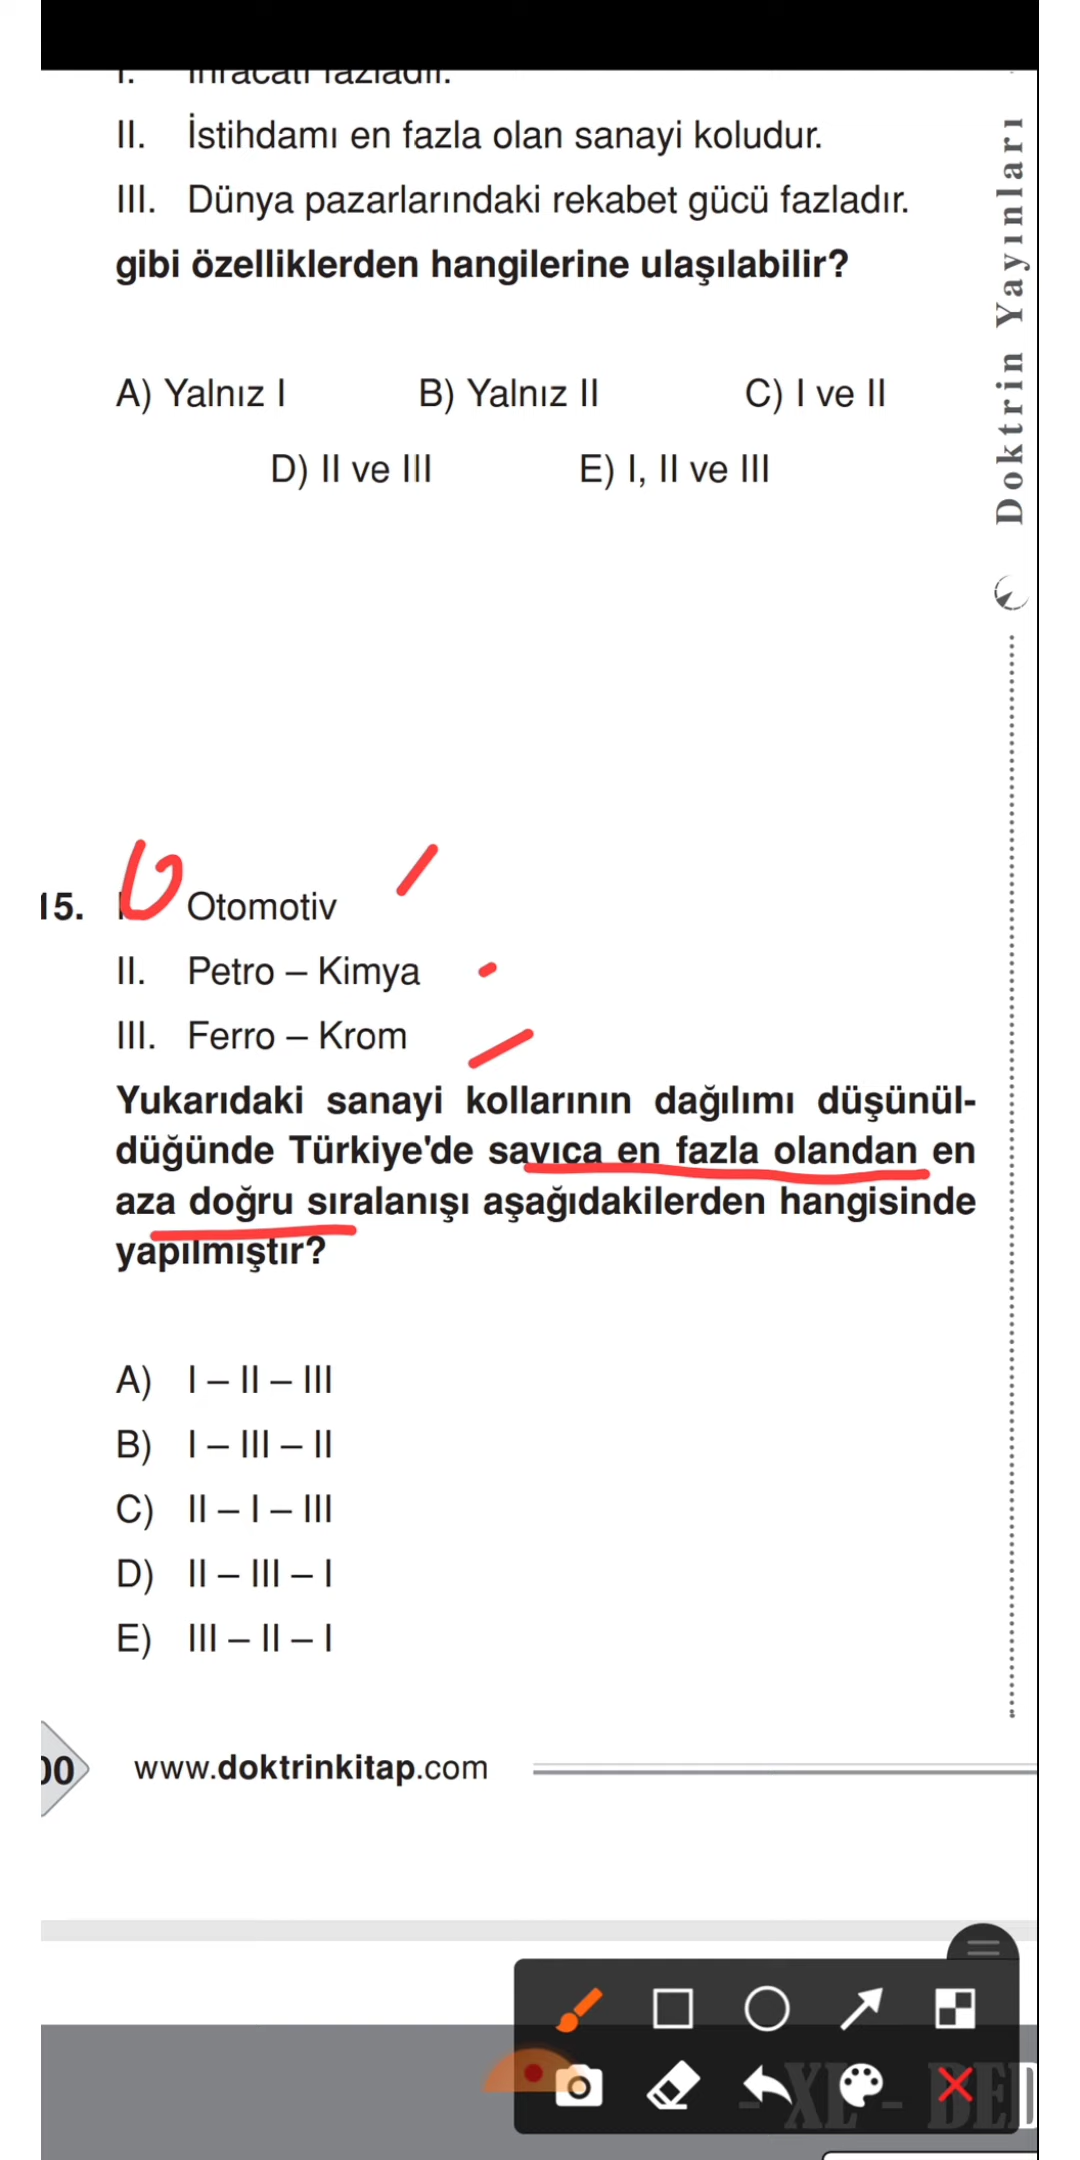 I. İhracatı fazladır.
II. İstihdamı en fazla olan sanayi koludur.
III. Dünya pazarlarındaki rekabet gücü fazladır.
gibi özelliklerden hangilerine ulaşılabilir?
A) Yalnız I B) Yalnız II C) I ve II
D) II ve III E) I, II ve III
Doktrin Yayınları
15. Otomotiv
II. Petro – Kimya
III. Ferro – Krom
Yukarıdaki sanayi kollarının dağılımı düşünül-
düğünde Türkiye'de sayıca en fazla olandan en
aza doğru sıralanışı aşağıdakilerden hangisinde
yapılmıştır?
A) I – II – III
B) I – III – II
C) II – I – III
D) II – III – I
E) III – II – I
00 www.doktrinkitap.com